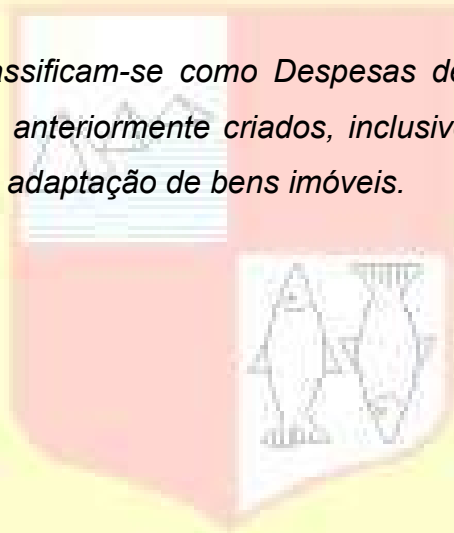 assificam-se como Despesas de
anteriormente criados, inclusive
adaptação de bens imóveis.